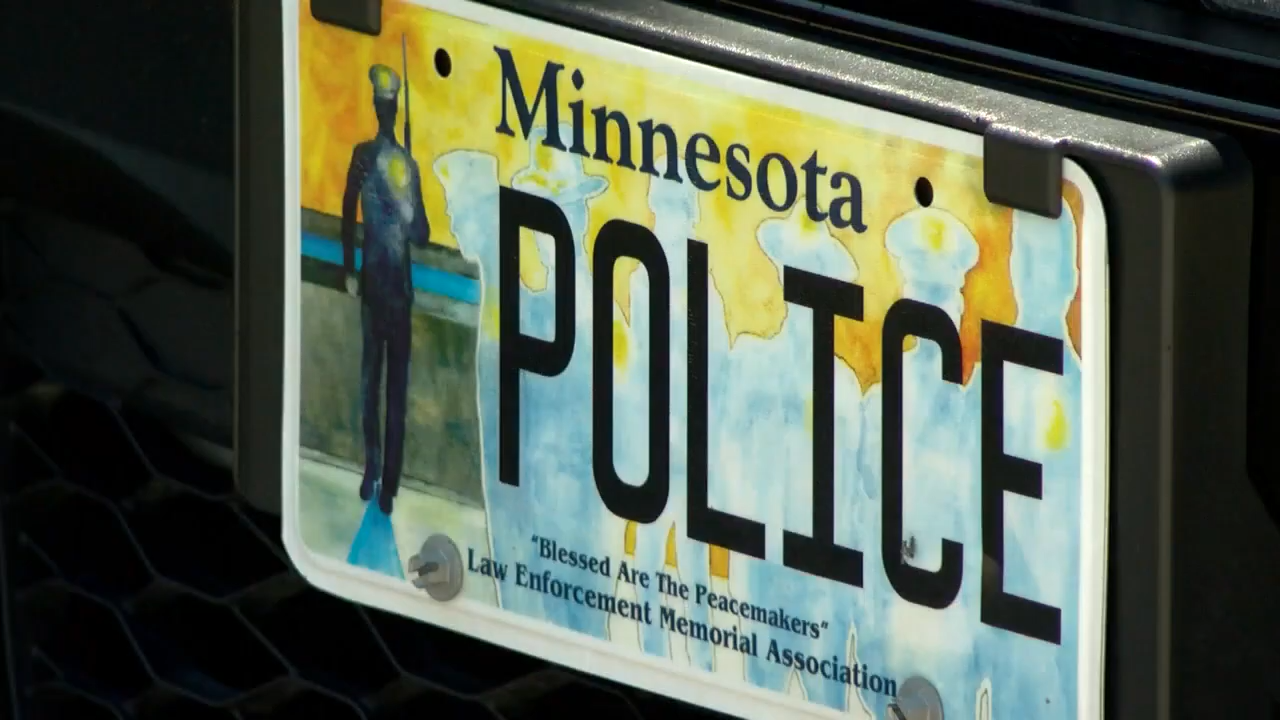 Minnesota
POLICE
"Blessed Are The Peacemakers"
Law Enforcement Memorial Association